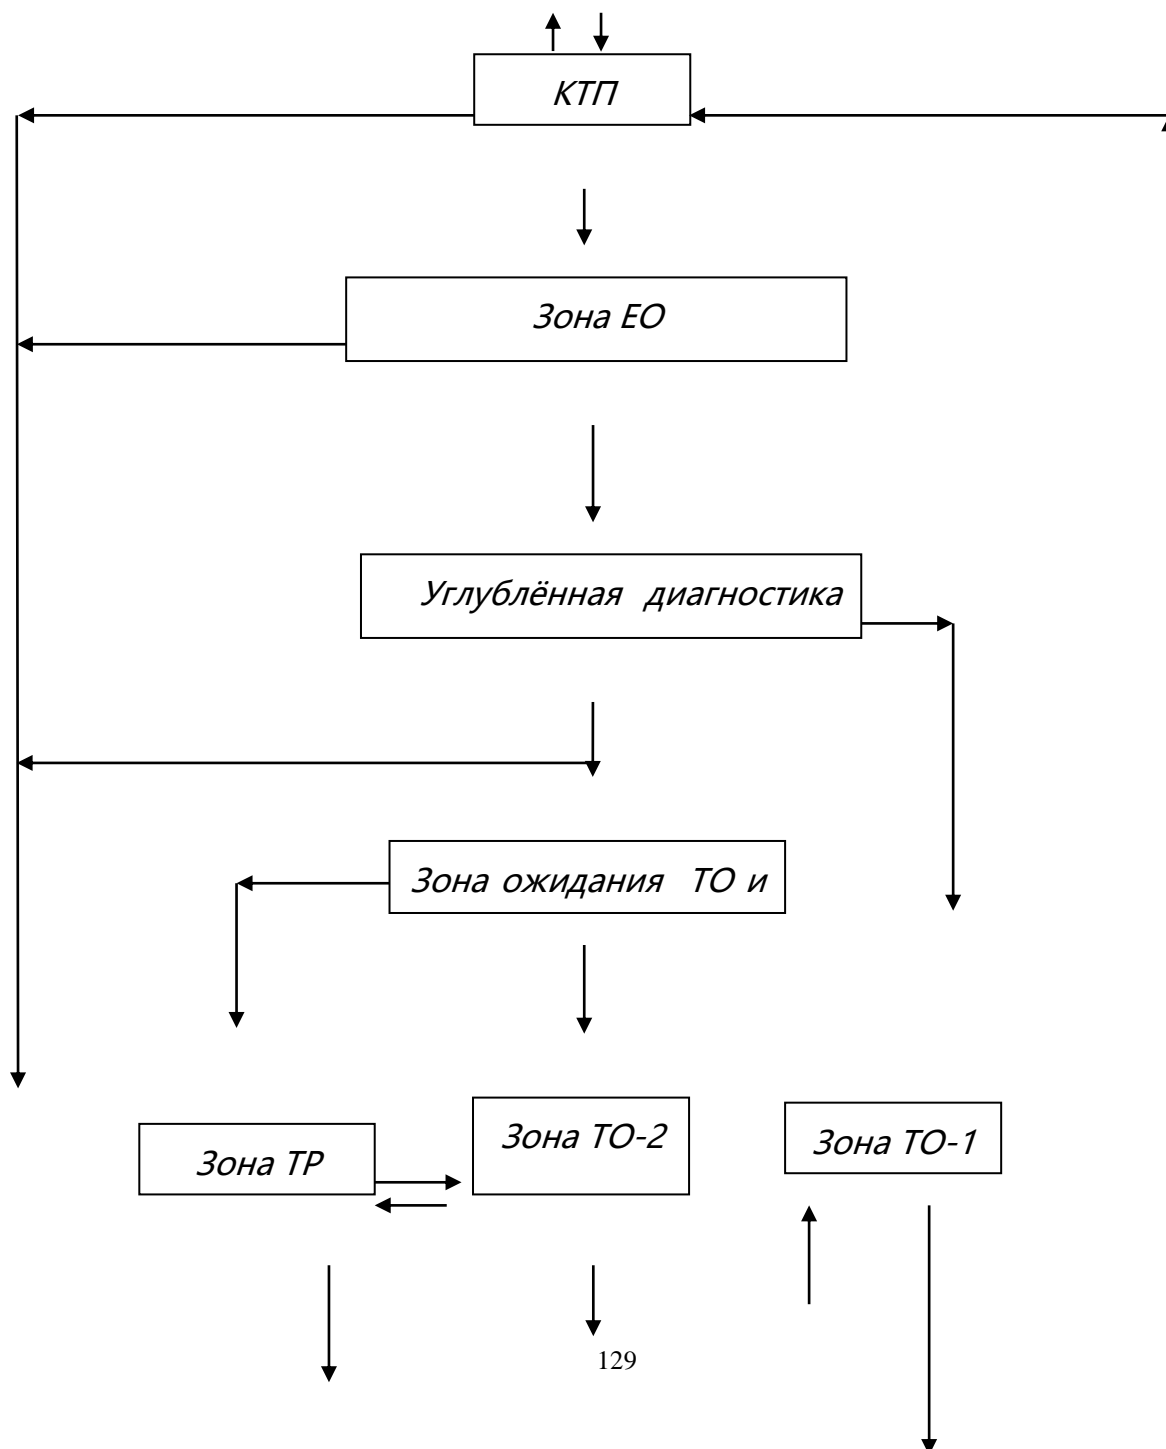 КТП
Зона ЕО
Углублённая диагностика
Зона ожидания ТО и
Зона ТО-2
Зона ТО-1
Зона ТР
129